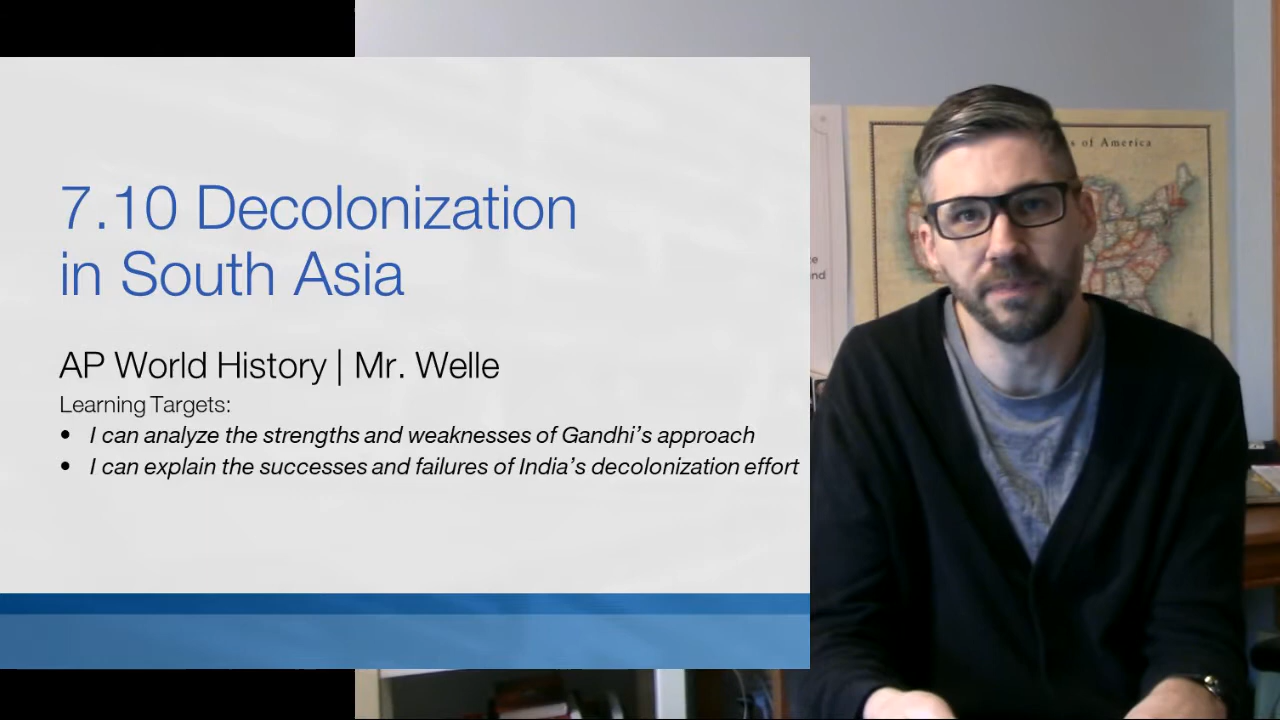 7.10 Decolonization
in South Asia
AP World History | Mr. Welle
Learning Targets:
• I can analyze the strengths and weaknesses of Gandhi's approach
• I can explain the successes and failures of India's decolonization effort
s of America
nd